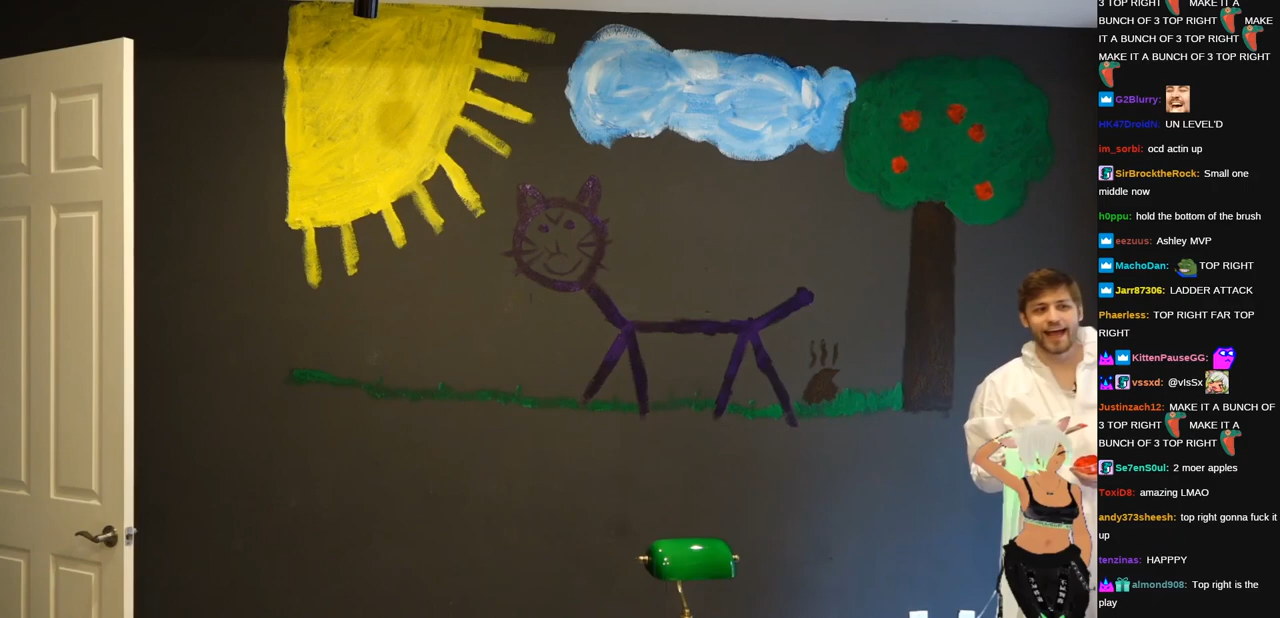 3 TOP RIGHT MAKE IT A
BUNCH OF 3 TOP RIGHT MAKE
IT A BUNCH OF 3 TOP RIGHT
MAKE IT A BUNCH OF 3 TOP RIGHT
G2Blurry:
HK47DroidN: UN LEVEL'D
im_sorbi: ocd actin up
SirBrocktheRock: Small one
middle now
h0ppu: hold the bottom of the brush
eezuus: Ashley MVP
MachoDan: TOP RIGHT
Jarr87306: LADDER ATTACK
Phaerless: TOP RIGHT FAR TOP
RIGHT
KittenPauseGG:
vssxd: @vIsSx
Justinzach12: MAKE IT A BUNCH OF
3 TOP RIGHT MAKE IT A
BUNCH OF 3 TOP RIGHT
Se7enS0ul: 2 moer apples
ToxiD8: amazing LMAO
andy373sheesh: top right gonna fuck it
up
tenzinas: HAPPPY
almond908: Top right is the
play